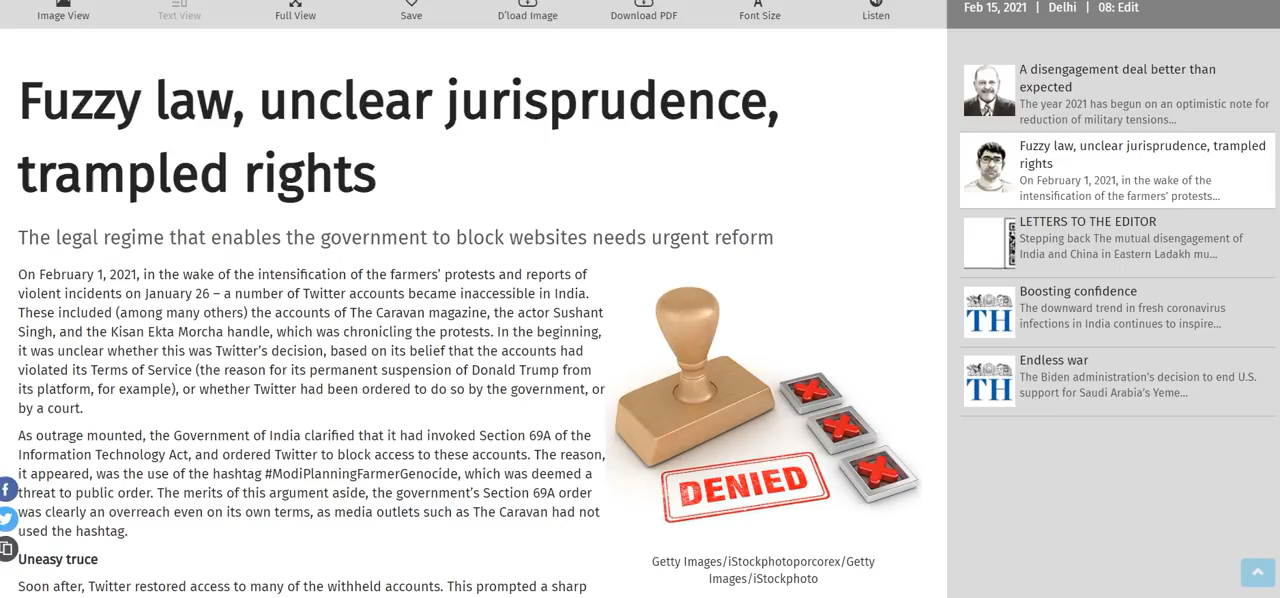 Image View
Text View
Full View
Save
D'load Image
Download PDF
Font Size
Listen
Feb 15, 2021 | Delhi | 08: Edit
Fuzzy law, unclear jurisprudence,
trampled rights
The legal regime that enables the government to block websites needs urgent reform
On February 1, 2021, in the wake of the intensification of the farmers’ protests and reports of
violent incidents on January 26 – a number of Twitter accounts became inaccessible in India.
These included (among many others) the accounts of The Caravan magazine, the actor Sushant
Singh, and the Kisan Ekta Morcha handle, which was chronicling the protests. In the beginning,
it was unclear whether this was Twitter’s decision, based on its belief that the accounts had
violated its Terms of Service (the reason for its permanent suspension of Donald Trump from
its platform, for example), or whether Twitter had been ordered to do so by the government, or
by a court.
As outrage mounted, the Government of India clarified that it had invoked Section 69A of the
Information Technology Act, and ordered Twitter to block access to these accounts. The reason,
it appeared, was the use of the hashtag #ModiPlanningFarmerGenocide, which was deemed a
threat to public order. The merits of this argument aside, the government’s Section 69A order
was clearly an overreach even on its own terms, as media outlets such as The Caravan had not
used the hashtag.
Uneasy truce
Soon after, Twitter restored access to many of the withheld accounts. This prompted a sharp
DENIED
Getty Images/iStockphotoporcorex/Getty
Images/iStockphoto
A disengagement deal better than
expected
The year 2021 has begun on an optimistic note for
reduction of military tensions...
Fuzzy law, unclear jurisprudence, trampled
rights
On February 1, 2021, in the wake of the
intensification of the farmers’ protests...
LETTERS TO THE EDITOR
Stepping back The mutual disengagement of
India and China in Eastern Ladakh mu...
TH
Boosting confidence
The downward trend in fresh coronavirus
infections in India continues to inspire...
TH
Endless war
The Biden administration’s decision to end U.S.
support for Saudi Arabia’s Yeme...